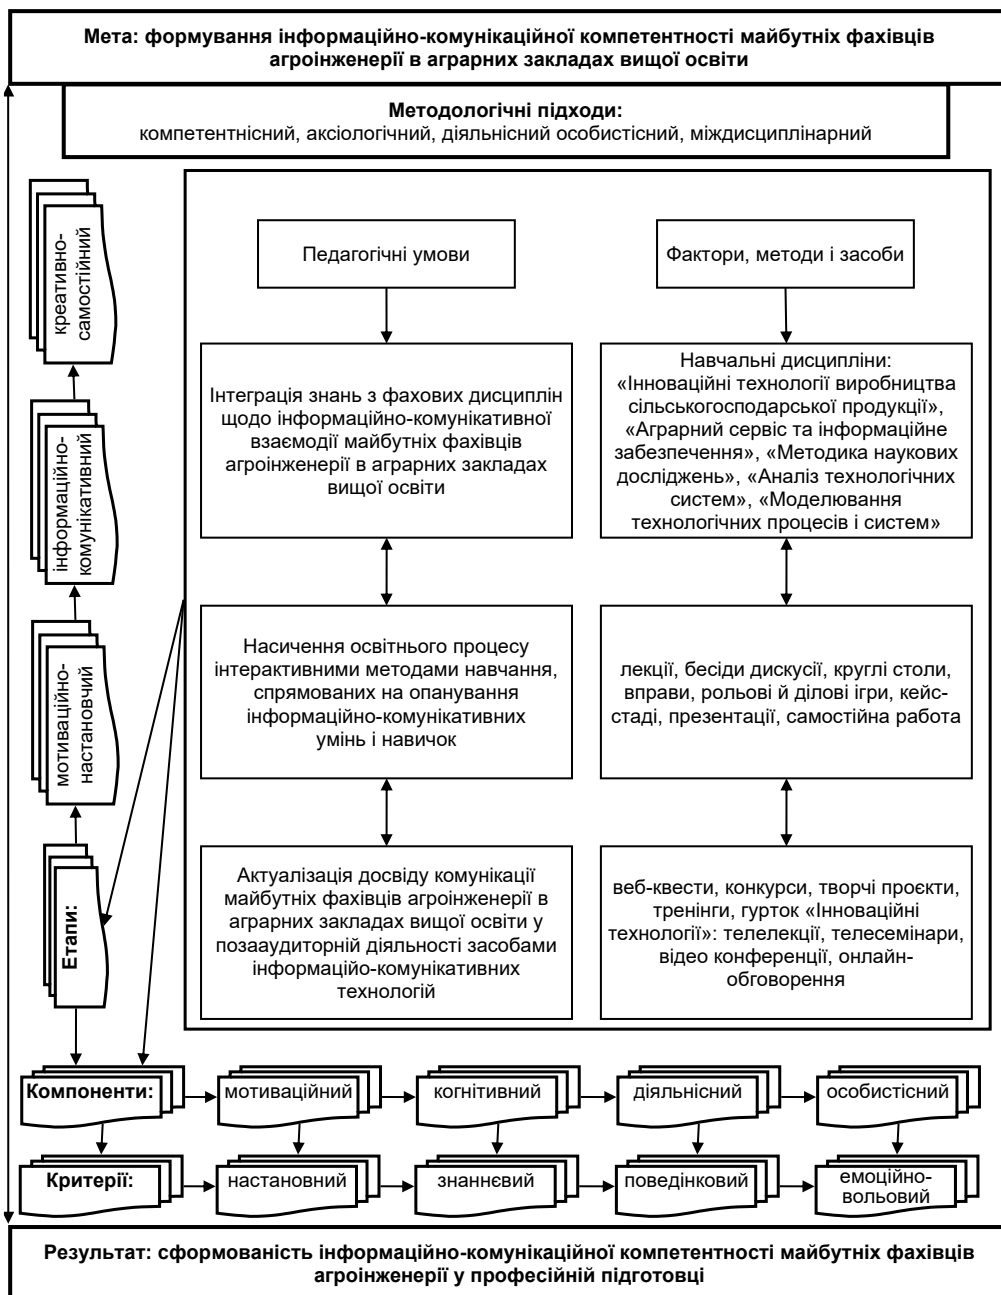 Мета: формування інформаційно-комунікаційної компетентності майбутніх фахівців
агроінженерії в аграрних закладах вищої освіти
Методологічні підходи:
компетентнісний, аксіологічний, діяльнісний особистісний, міждисциплінарний
креативно-
самостійний
інформаційно-
комунікативний
мотиваційно-
настановчий
Етапи:
Педагогічні умови
Інтеграція знань з фахових дисциплін
щодо інформаційно-комунікативної
взаємодії майбутніх фахівців
агроінженерії в аграрних закладах
вищої освіти
Насичення освітнього процесу
інтерактивними методами навчання,
спрямованих на опанування
інформаційно-комунікативних
умінь і навичок
Актуалізація досвіду комунікації
майбутніх фахівців агроінженерії в
аграрних закладах вищої освіти у
позааудиторній діяльності засобами
інформаційо-комунікативних
технологій
Фактори, методи і засоби
Навчальні дисципліни:
«Інноваційні технології виробництва
сільськогосподарської продукції»,
«Аграрний сервіс та інформаційне
забезпечення», «Методика наукових
досліджень», «Аналіз технологічних
систем», «Моделювання
технологічних процесів і систем»
лекції, бесіди дискусії, круглі столи,
вправи, рольові й ділові ігри, кейс-
стаді, презентації, самостійна работа
веб-квести, конкурси, творчі проєкти,
тренінги, гурток «Інноваційні
технології»: телелекції, телесемінари,
відео конференції, онлайн-
обговорення
Компоненти:
мотиваційний
когнітивний
діяльнісний
особистісний
Критерії:
настановний
знаннєвий
поведінковий
емоційно-
вольовий
Результат: сформованість інформаційно-комунікаційної компетентності майбутніх фахівців
агроінженерії у професійній підготовці